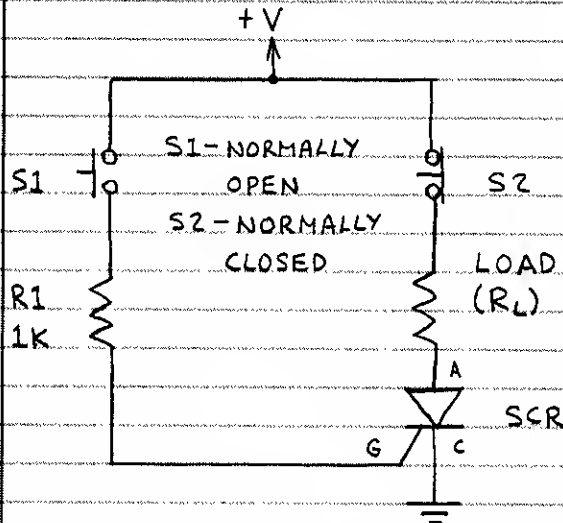 +V
S1-NORMALLY
OPEN
S1
S2
S2-NORMALLY
CLOSED
LOAD
(RL)
R1
1K
A
SCR
G
C